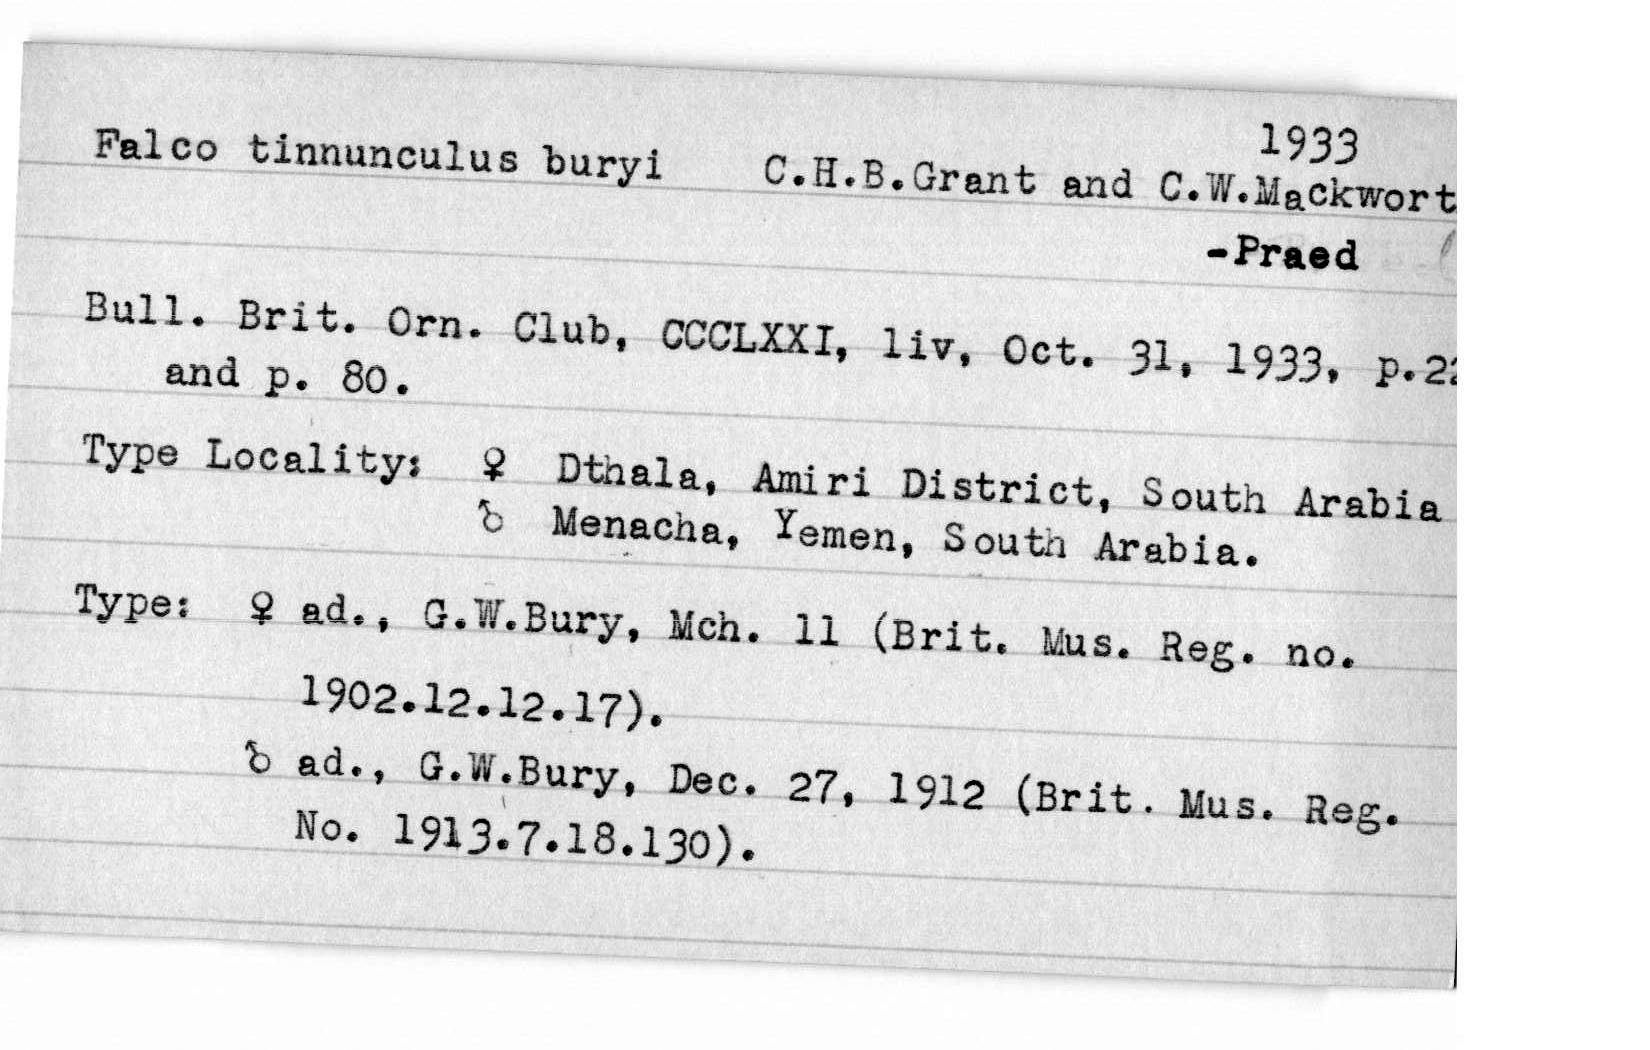 1933
Falco tinnunculus buryi C.H.B.Grant and C.W.Mackwort
-Praed
Bull. Brit. Orn. Club, CCCLXXI, liv, Oct. 31, 1933,
and p. 80.
Type Locality: ♀ Dthala, Amiri District, South Arabia
♂ Menacha, Yemen, South Arabia.
Type: ♀ ad., G.W.Bury, Mch. 11 (Brit. Mus. Reg. no.
1902.12.12.17).
♂ ad., G.W.Bury, Dec. 27, 1912 (Brit. Mus. Reg.
No. 1913.7.18.130).